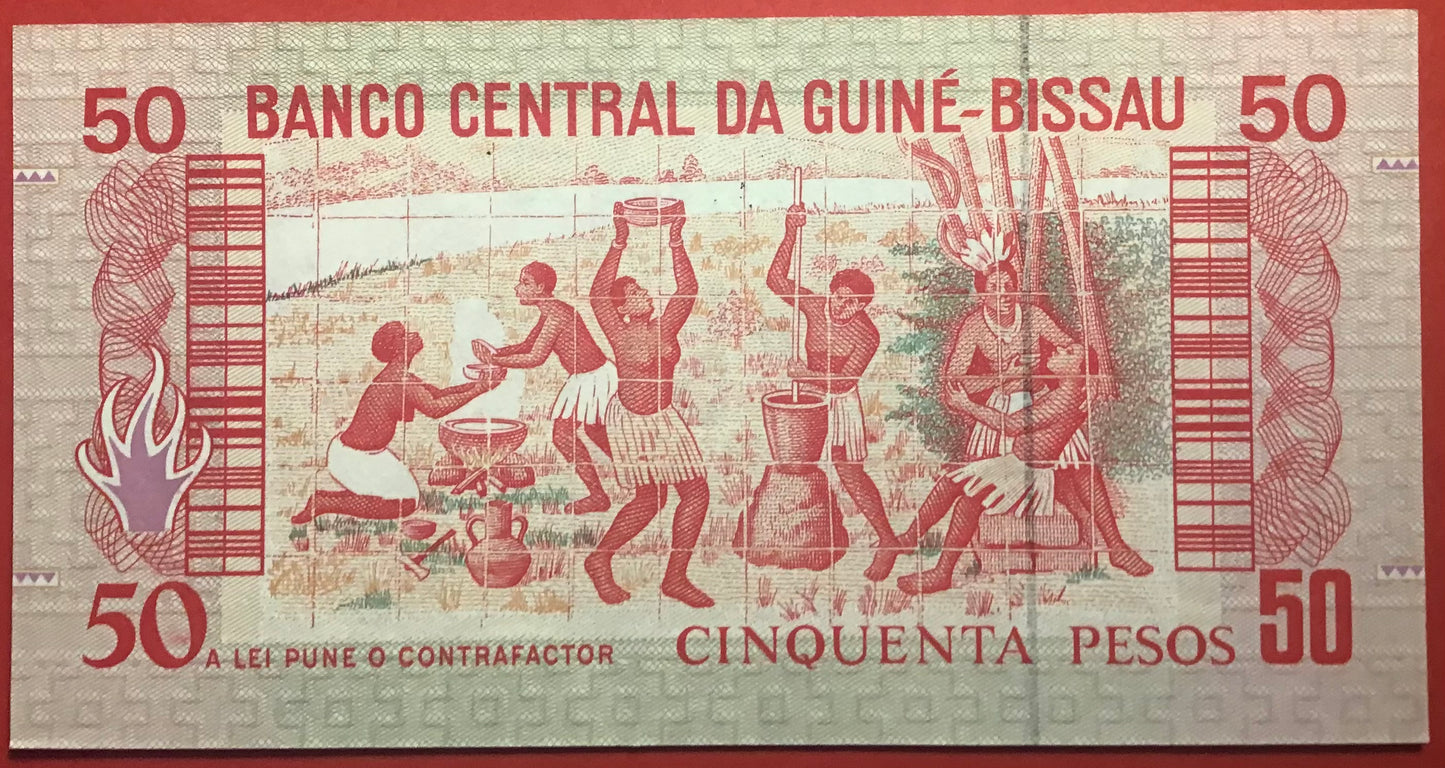 50 BANCO CENTRAL DA GUINÉ-BISSAU 50
50 A LEI PUNE O CONTRAFACTOR CINQUENTA PESOS 50